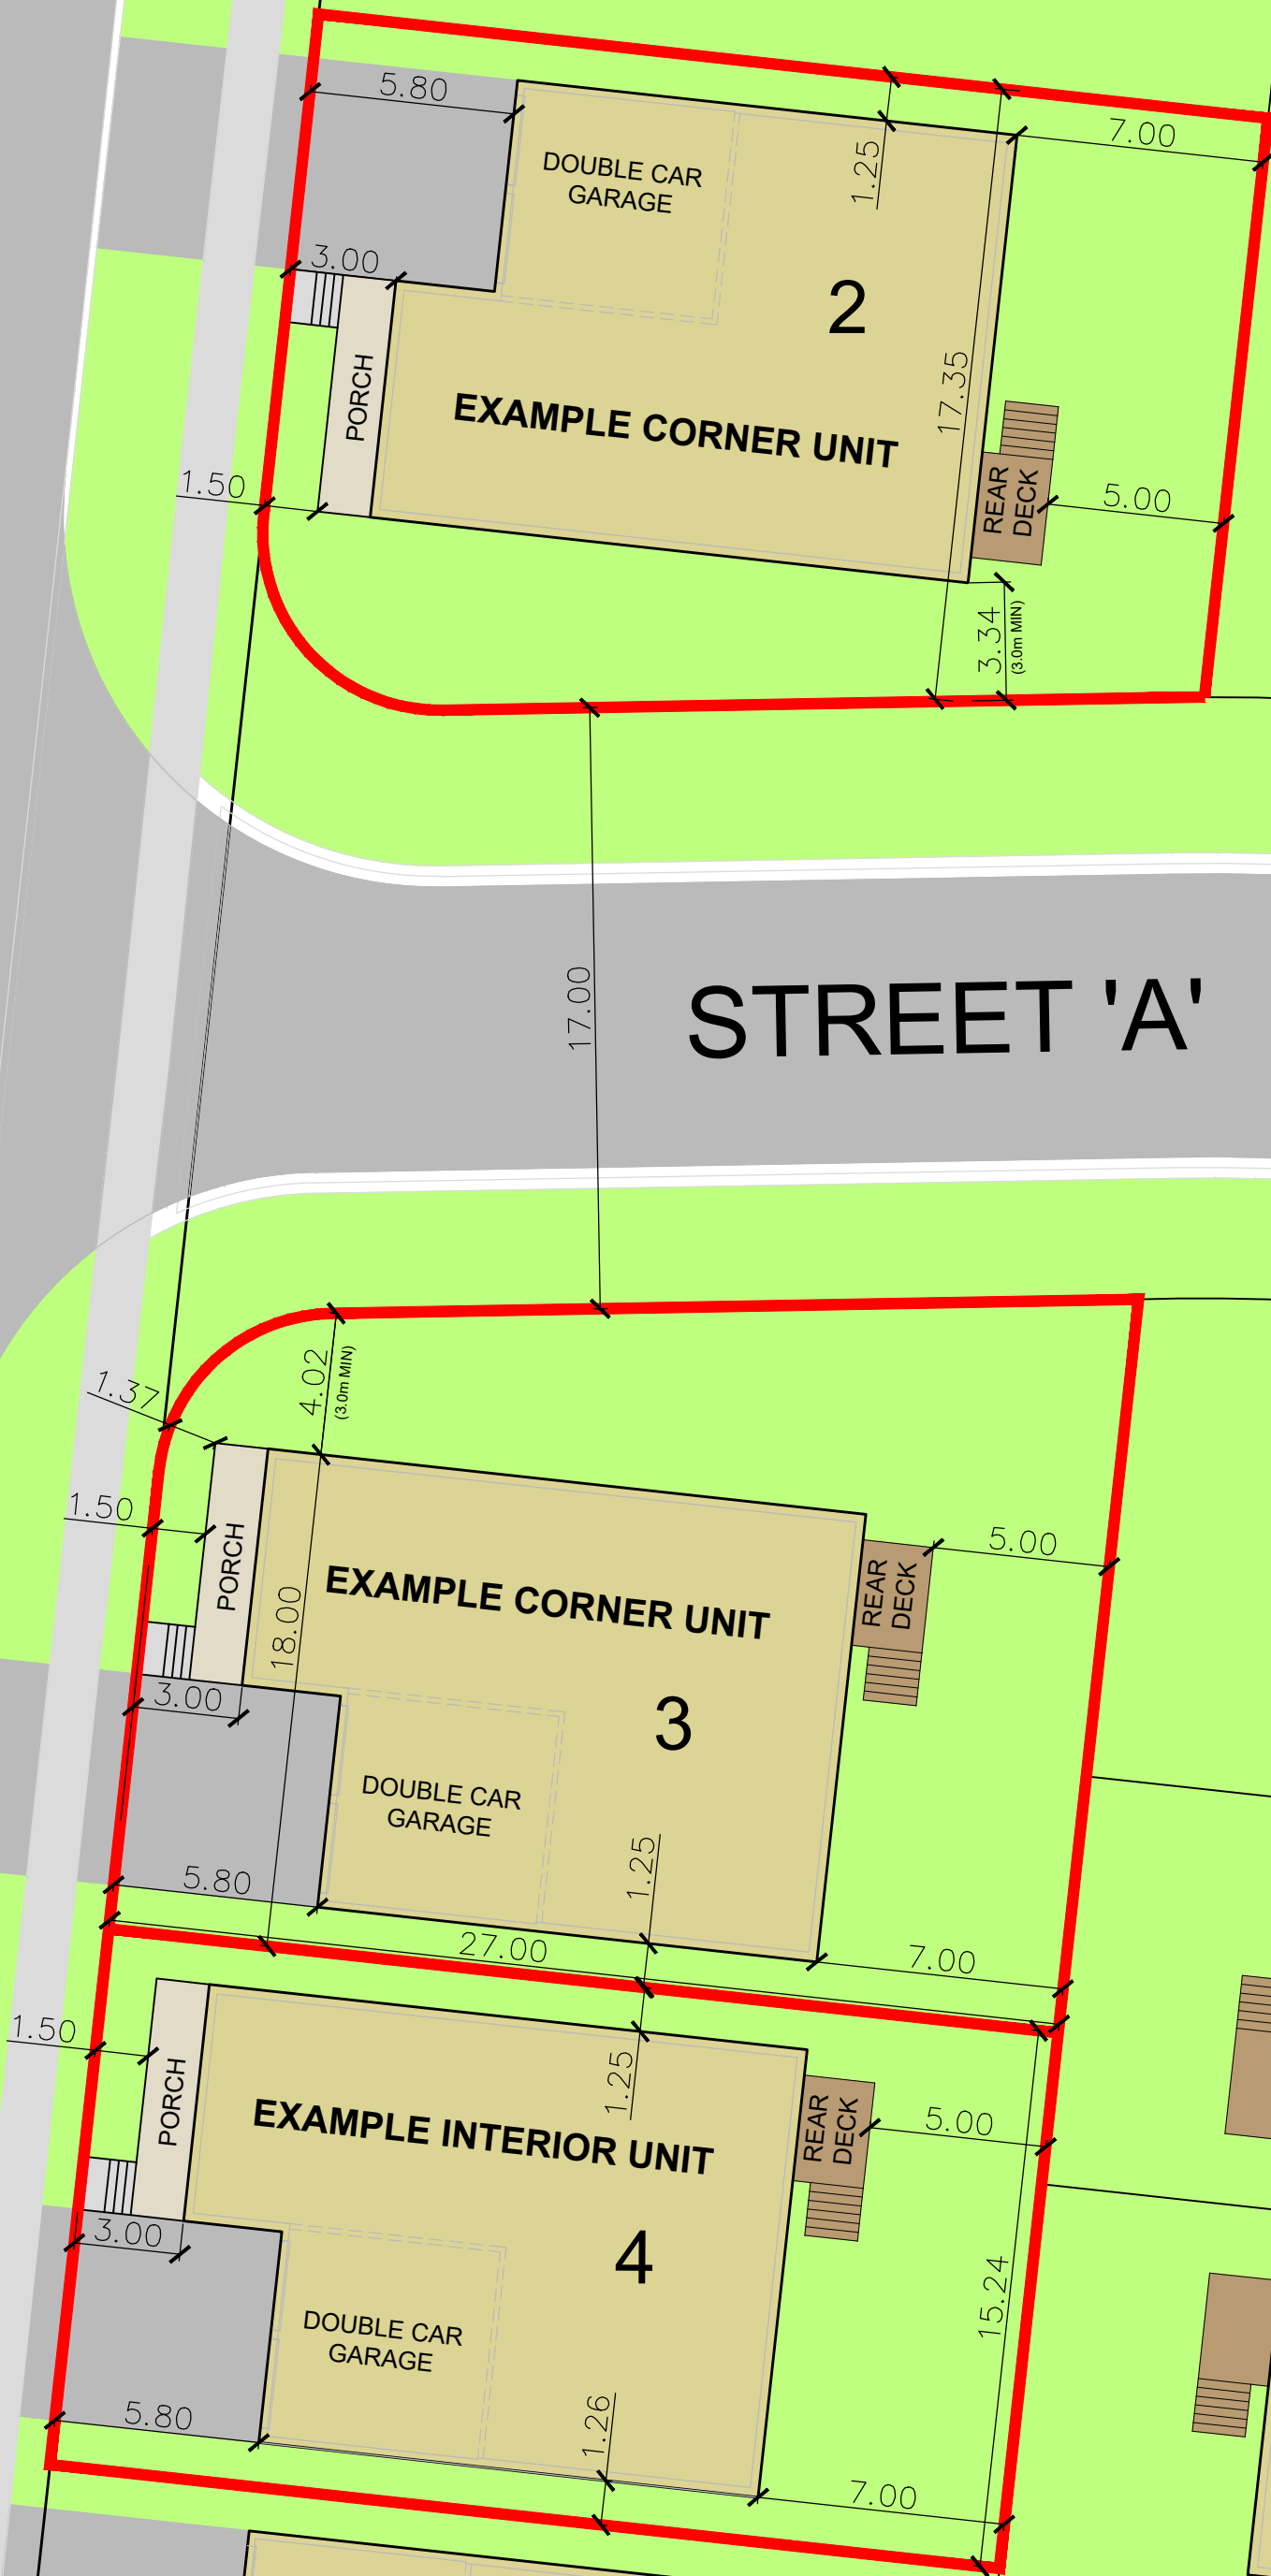 5.80
DOUBLE CAR
GARAGE
1.25
7.00
3.00
2
PORCH
EXAMPLE CORNER UNIT
17.35
1.50
REAR
DECK
5.00
3.34
(3.0m MIN)
17.00
STREET 'A'
4.02
(3.0m MIN)
1.37
1.50
PORCH
EXAMPLE CORNER UNIT
REAR
DECK
5.00
18.00
3.00
3
DOUBLE CAR
GARAGE
1.25
5.80
27.00
7.00
1.50
PORCH
1.25
EXAMPLE INTERIOR UNIT
REAR
DECK
5.00
3.00
4
15.24
DOUBLE CAR
GARAGE
5.80
1.26
7.00